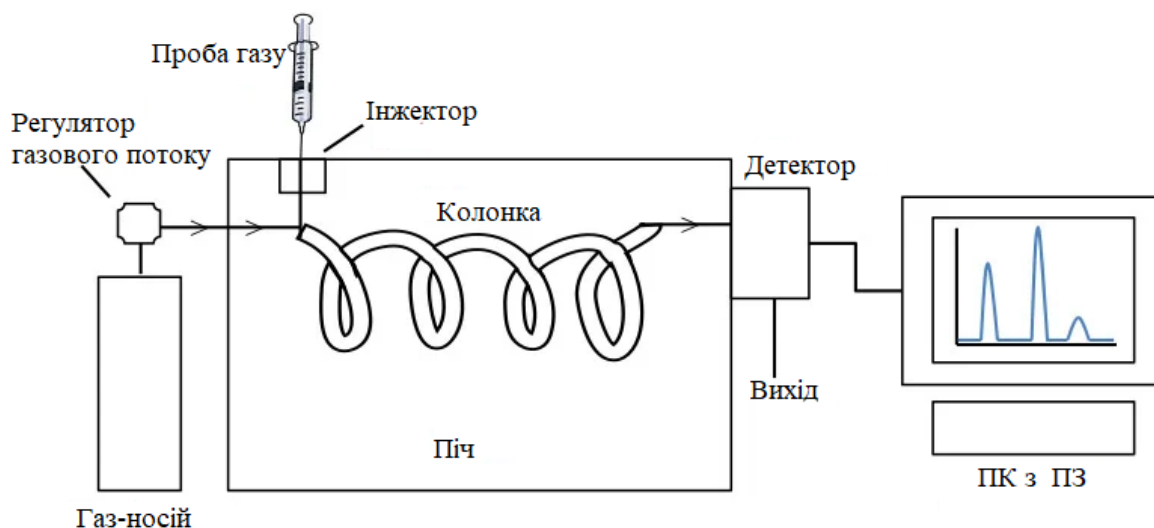 Проба газу
Інжектор
Регулятор
газового потоку
Детектор
Колонка
Вихід
Піч
ПК з ПЗ
Газ-носій